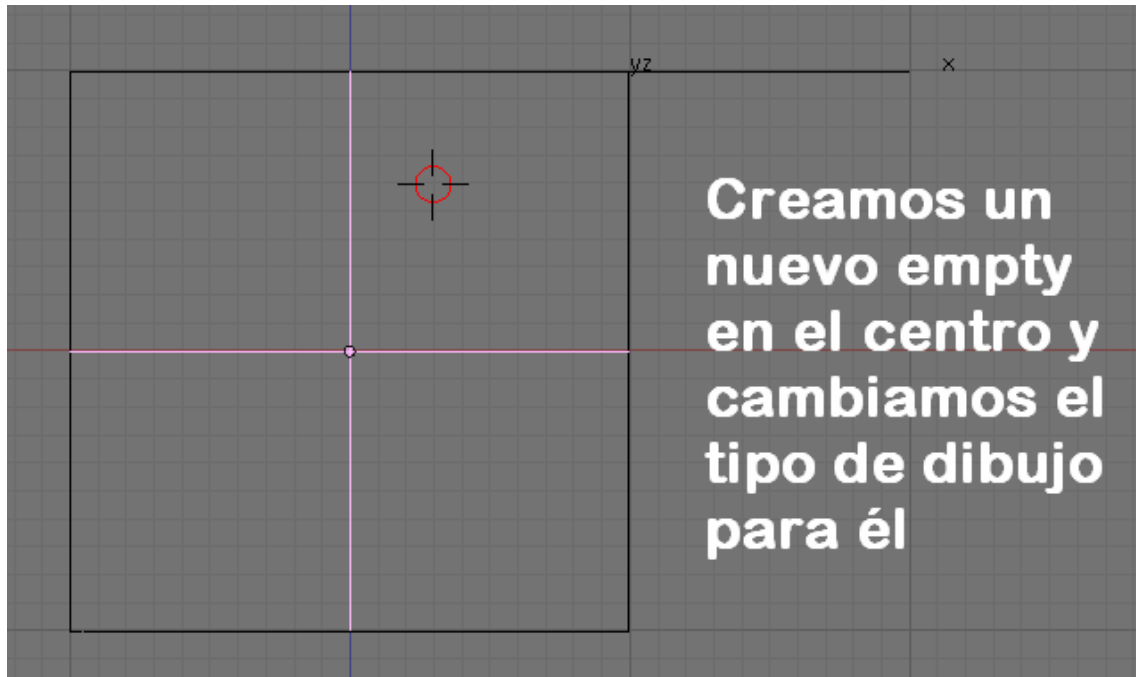 yz x
Creamos un
nuevo empty
en el centro y
cambiamos el
tipo de dibujo
para él